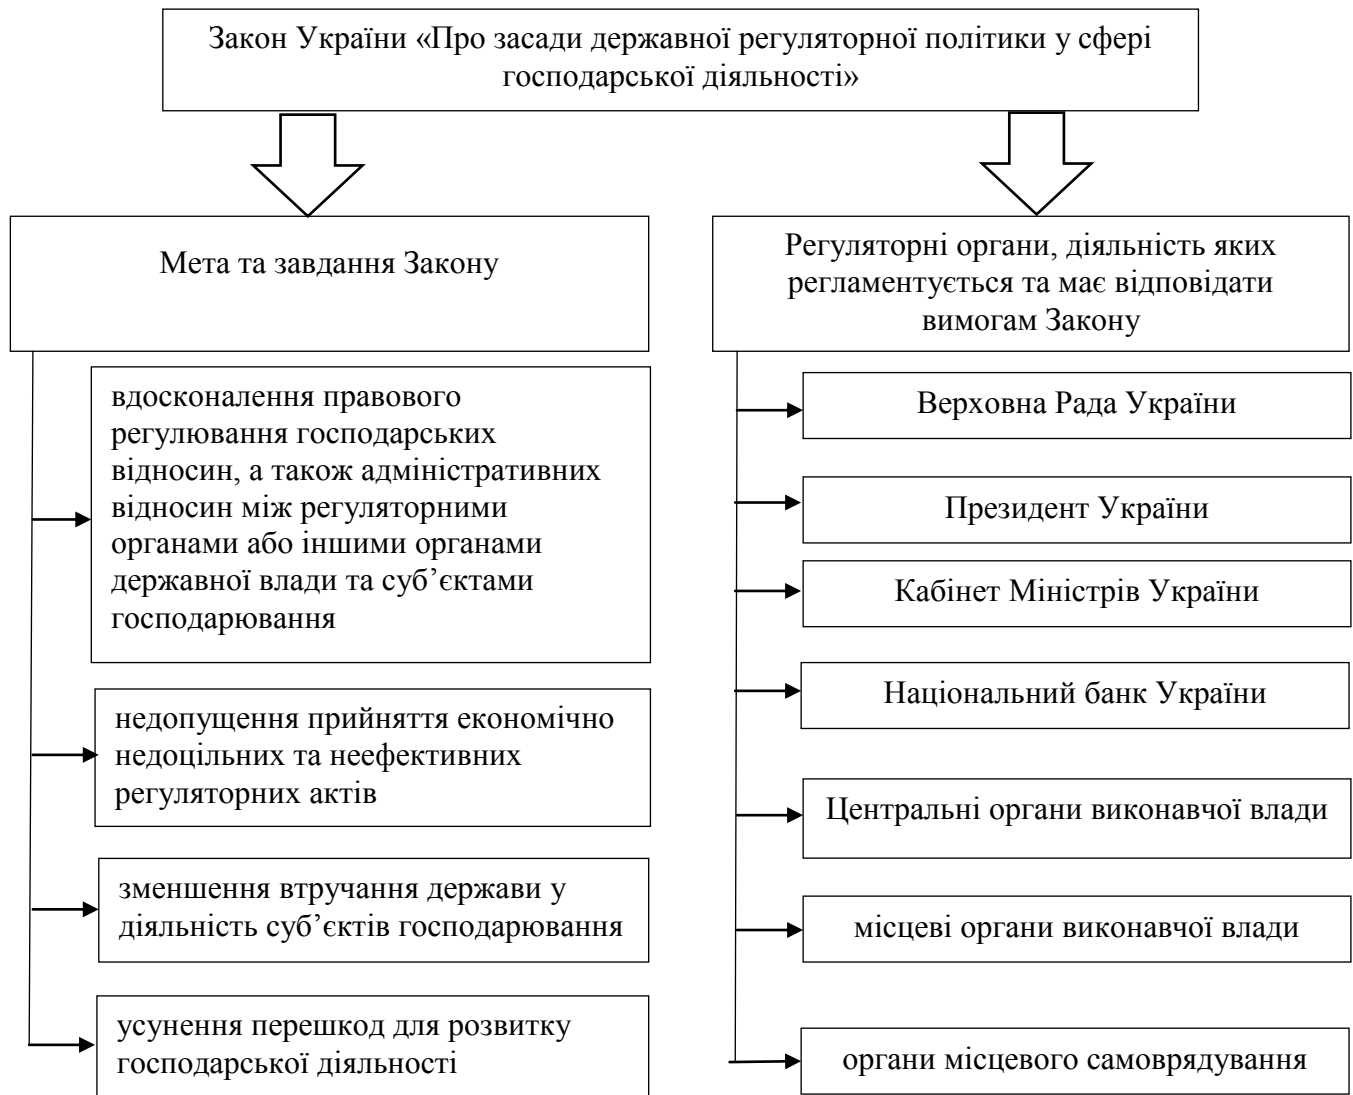 Закон України «Про засади державної регуляторної політики у сфері
господарської діяльності»
Мета та завдання Закону
вдосконалення правового
регулювання господарських
відносин, а також адміністративних
відносин між регуляторними
органами або іншими органами
державної влади та суб’єктами
господарювання
недопущення прийняття економічно
недоцільних та неефективних
регуляторних актів
зменшення втручання держави у
діяльність суб’єктів господарювання
усунення перешкод для розвитку
господарської діяльності
Регуляторні органи, діяльність яких
регламентується та має відповідати
вимогам Закону
Верховна Рада України
Президент України
Кабінет Міністрів України
Національний банк України
Центральні органи виконавчої влади
місцеві органи виконавчої влади
органи місцевого самоврядування